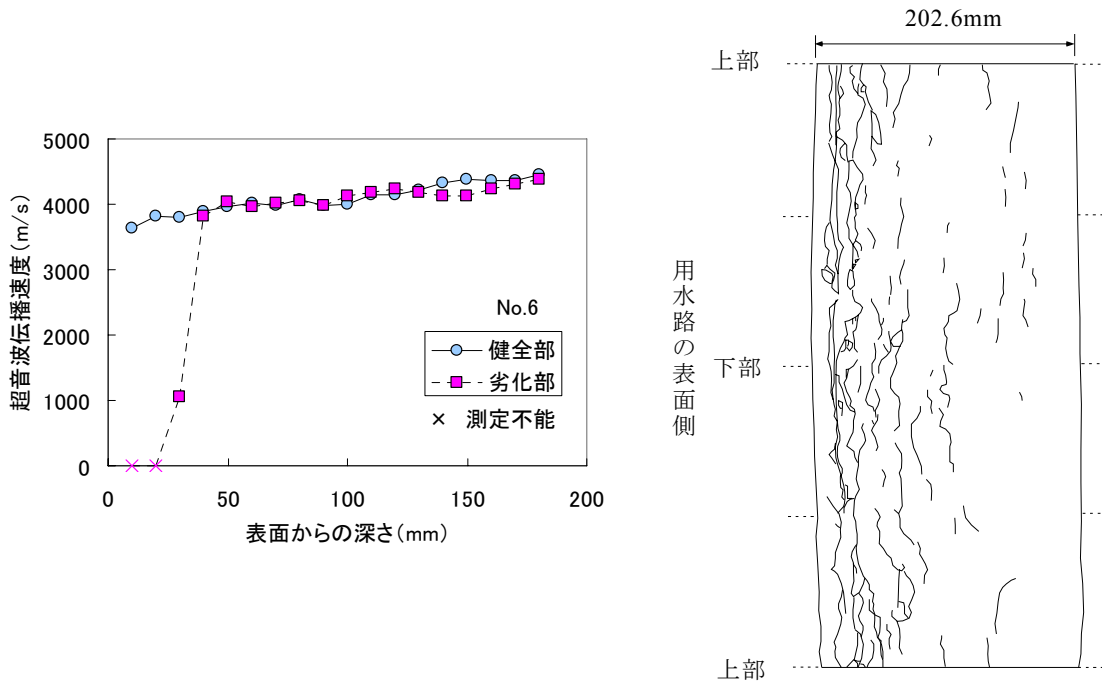 5000
4000
3000
2000
1000
0
0
50
100
150
200
超音波伝播速度(m/s)
表面からの深さ(mm)
No.6
健全部
劣化部
× 測定不能
202.6mm
上部
用水路の表面側
下部
上部